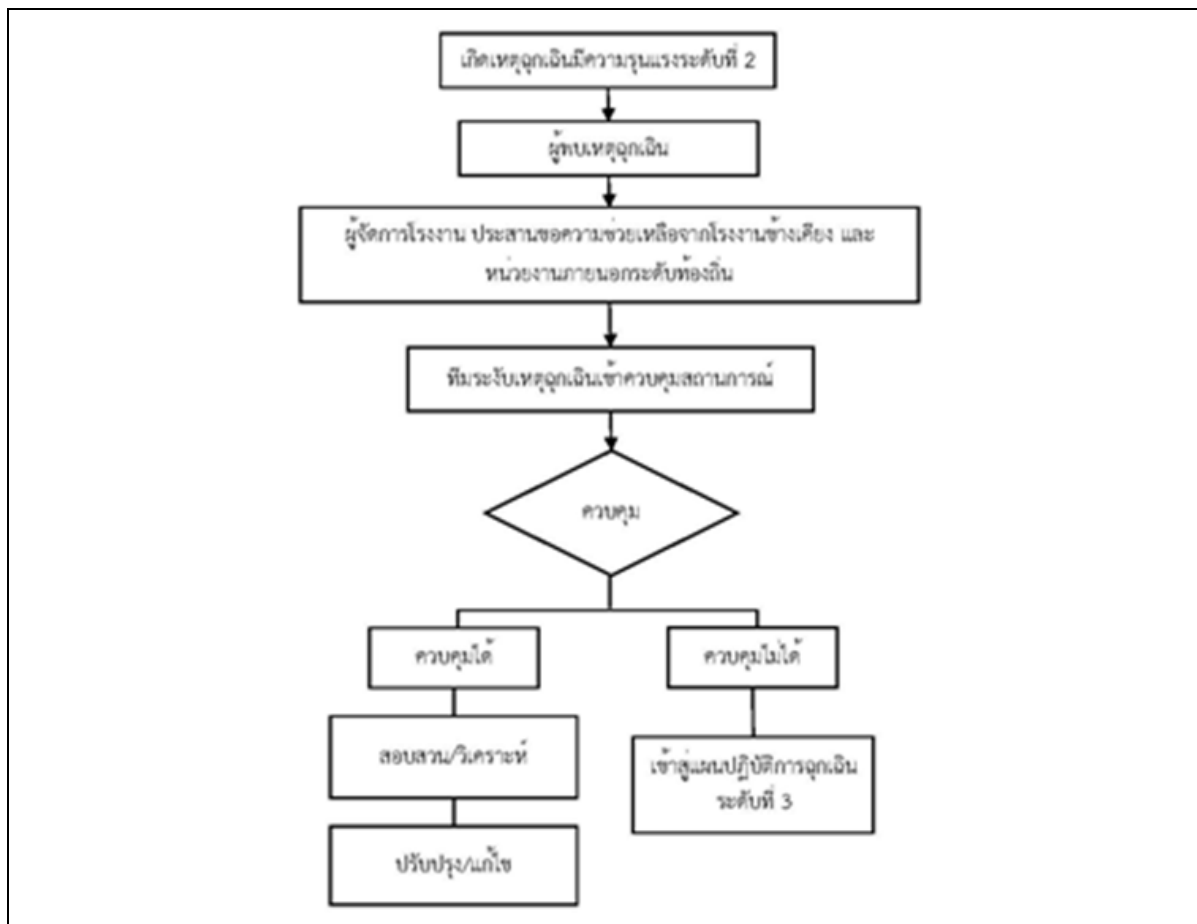 เกิดเหตุฉุกเฉินมีความรุนแรงระดับที่ 2
ผู้พบเหตุฉุกเฉิน
ผู้จัดการโรงงาน ประสานขอความช่วยเหลือจากโรงงานข้างเคียง และ
หน่วยงานภายนอกระดับท้องถิ่น
ทีมระงับเหตุฉุกเฉินเข้าควบคุมสถานการณ์
ควบคุม
ควบคุมได้
ควบคุมไม่ได้
สอบสวน/วิเคราะห์
เข้าสู่แผนปฏิบัติการฉุกเฉิน
ระดับที่ 3
ปรับปรุง/แก้ไข